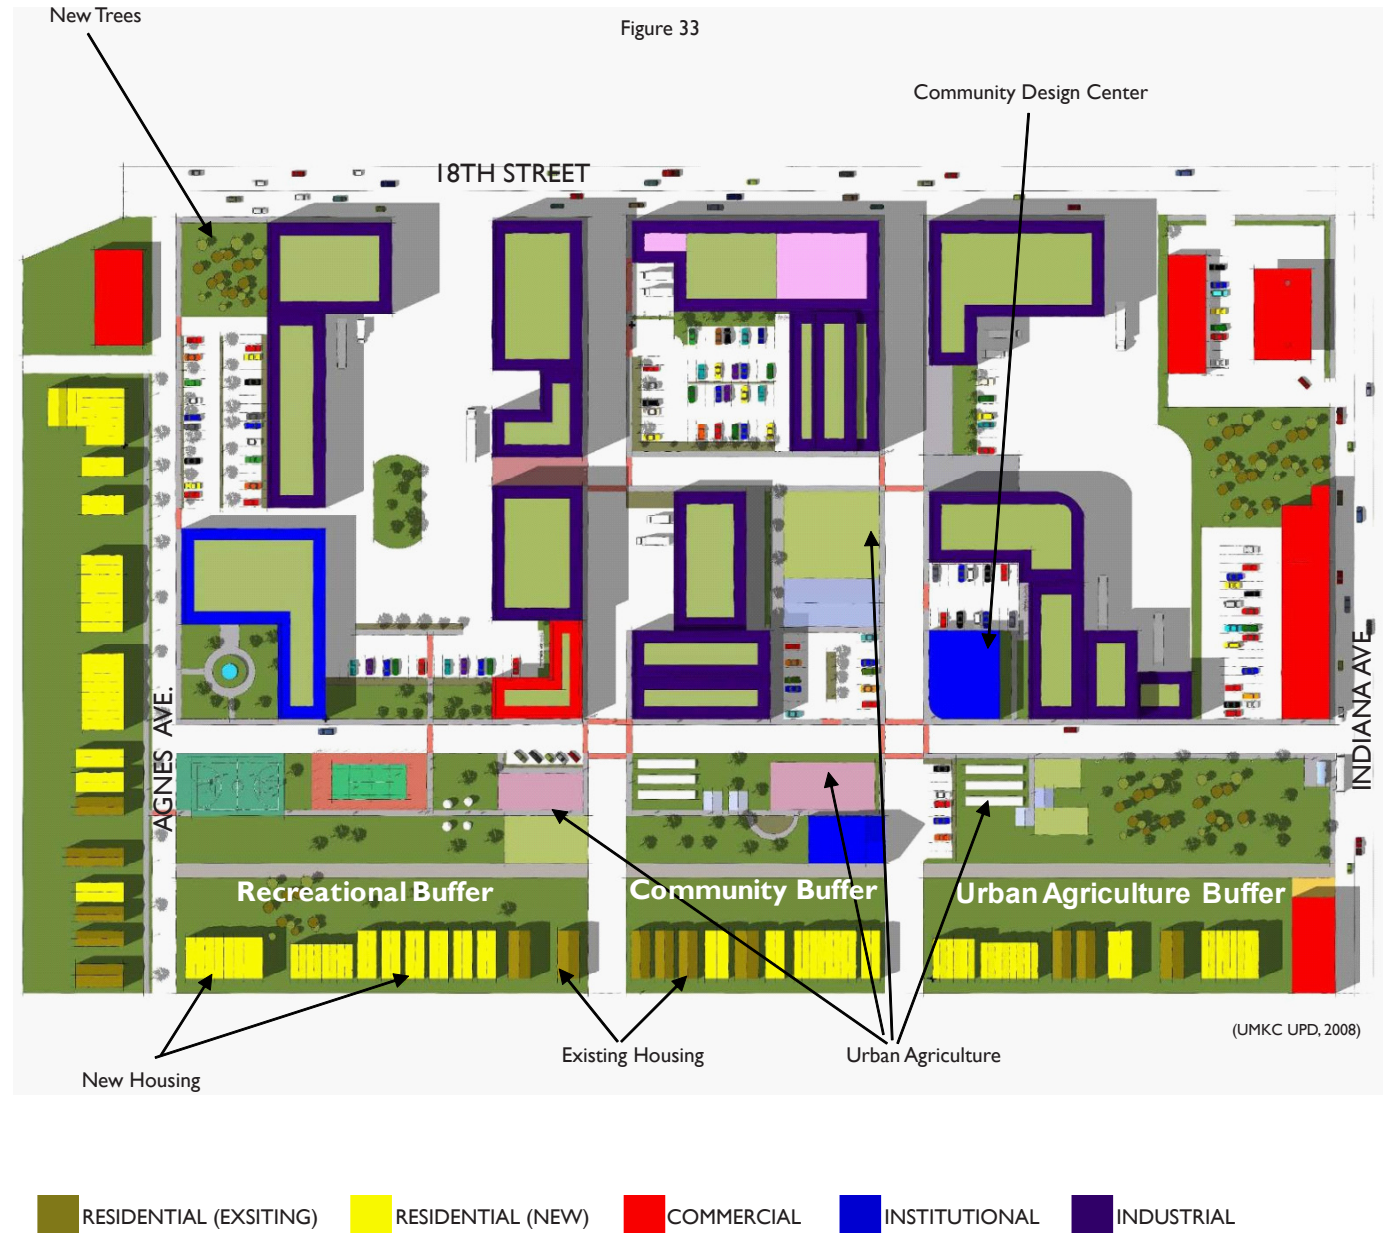 New Trees
Figure 33
Community Design Center
18TH STREET
AGNES AVE.
INDIANA AVE
Recreational Buffer
Community Buffer
Urban Agriculture Buffer
(UMKC UPD, 2008)
Existing Housing
Urban Agriculture
New Housing
RESIDENTIAL (EXSITING)
RESIDENTIAL (NEW)
COMMERCIAL
INSTITUTIONAL
INDUSTRIAL